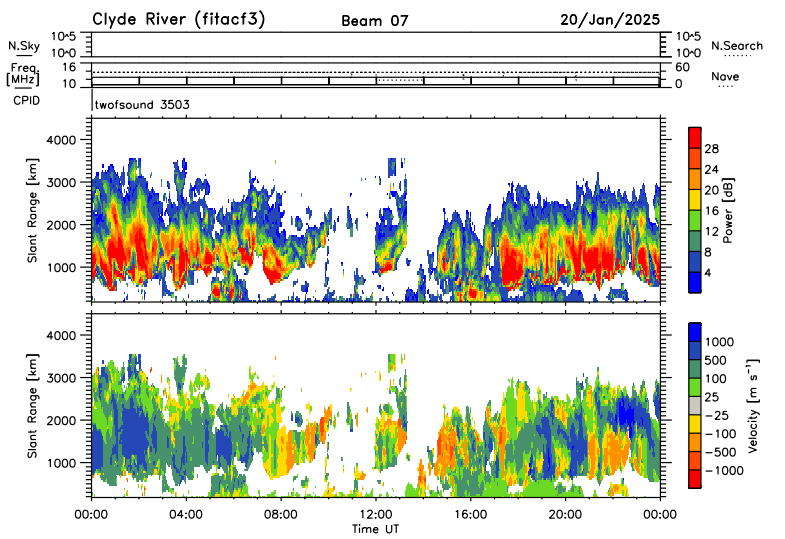 Clyde River (fitacf3) Beam 07 20/Jan/2025
N.Sky 10^5 10^0 10^5 10^0 N.Search
Freq. [MHz] 16 10 60 0 Nave
CPID twofsound 3503
Slant Range [km] 4000 3000 2000 1000
Power [dB] 28 24 20 16 12 8 4
Slant Range [km] 4000 3000 2000 1000
Velocity [m s⁻¹] 1000 500 100 25 −25 −100 −500 −1000
00:00 04:00 08:00 12:00 16:00 20:00 00:00
Time UT